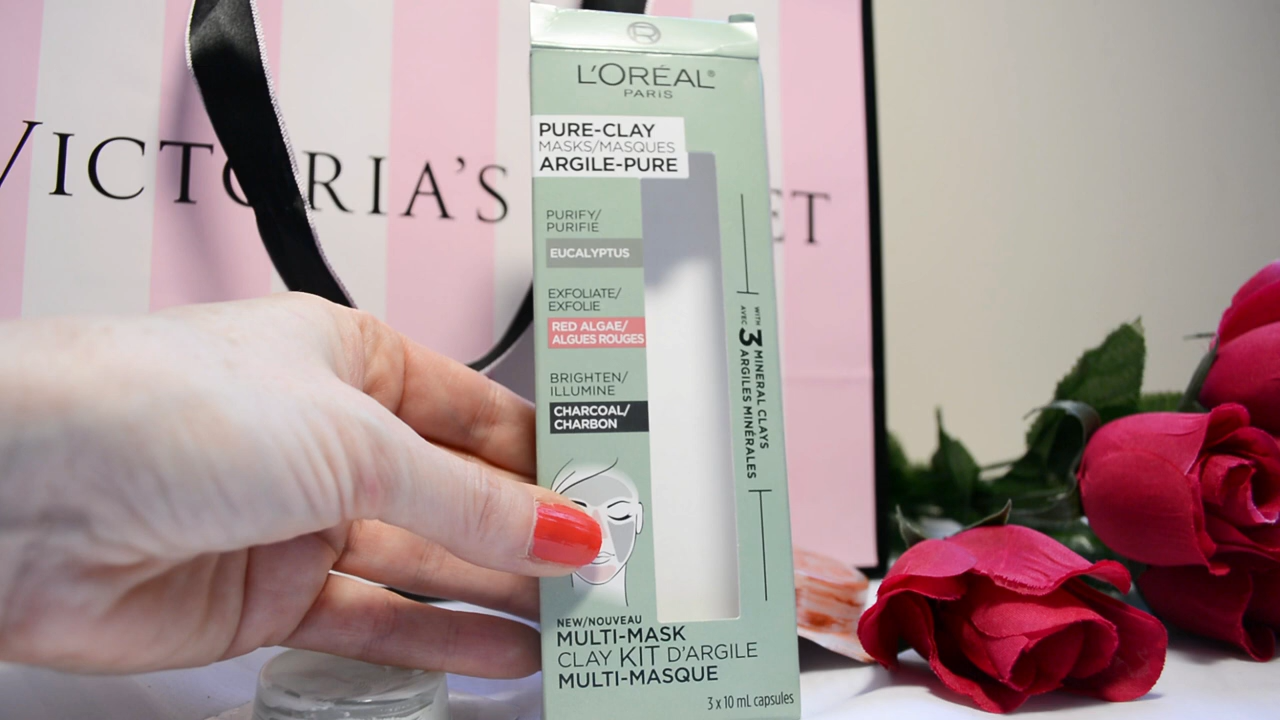 VICTORIA'S
ET
L'ORÉAL®
PARIS
PURE-CLAY
MASKS/MASQUES
ARGILE-PURE
PURIFY/
PURIFIE
EUCALYPTUS
EXFOLIATE/
EXFOLIE
RED ALGAE/
ALGUES ROUGES
BRIGHTEN/
ILLUMINE
CHARCOAL/
CHARBON
WITH
AVEC
3
MINERAL CLAYS
ARGILES MINÉRALES
NEW/NOUVEAU
MULTI-MASK
CLAY KIT D'ARGILE
MULTI-MASQUE
3 x 10 mL capsules